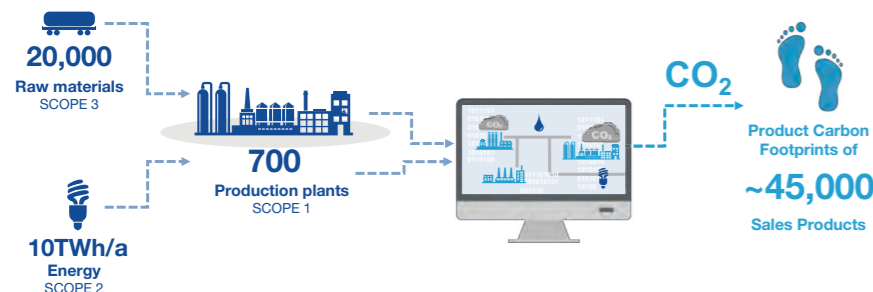 20,000
Raw materials
SCOPE 3
10TWh/a
Energy
SCOPE 2
700
Production plants
SCOPE 1
CO₂
CO₂
CO₂
Product Carbon
Footprints of
~45,000
Sales Products